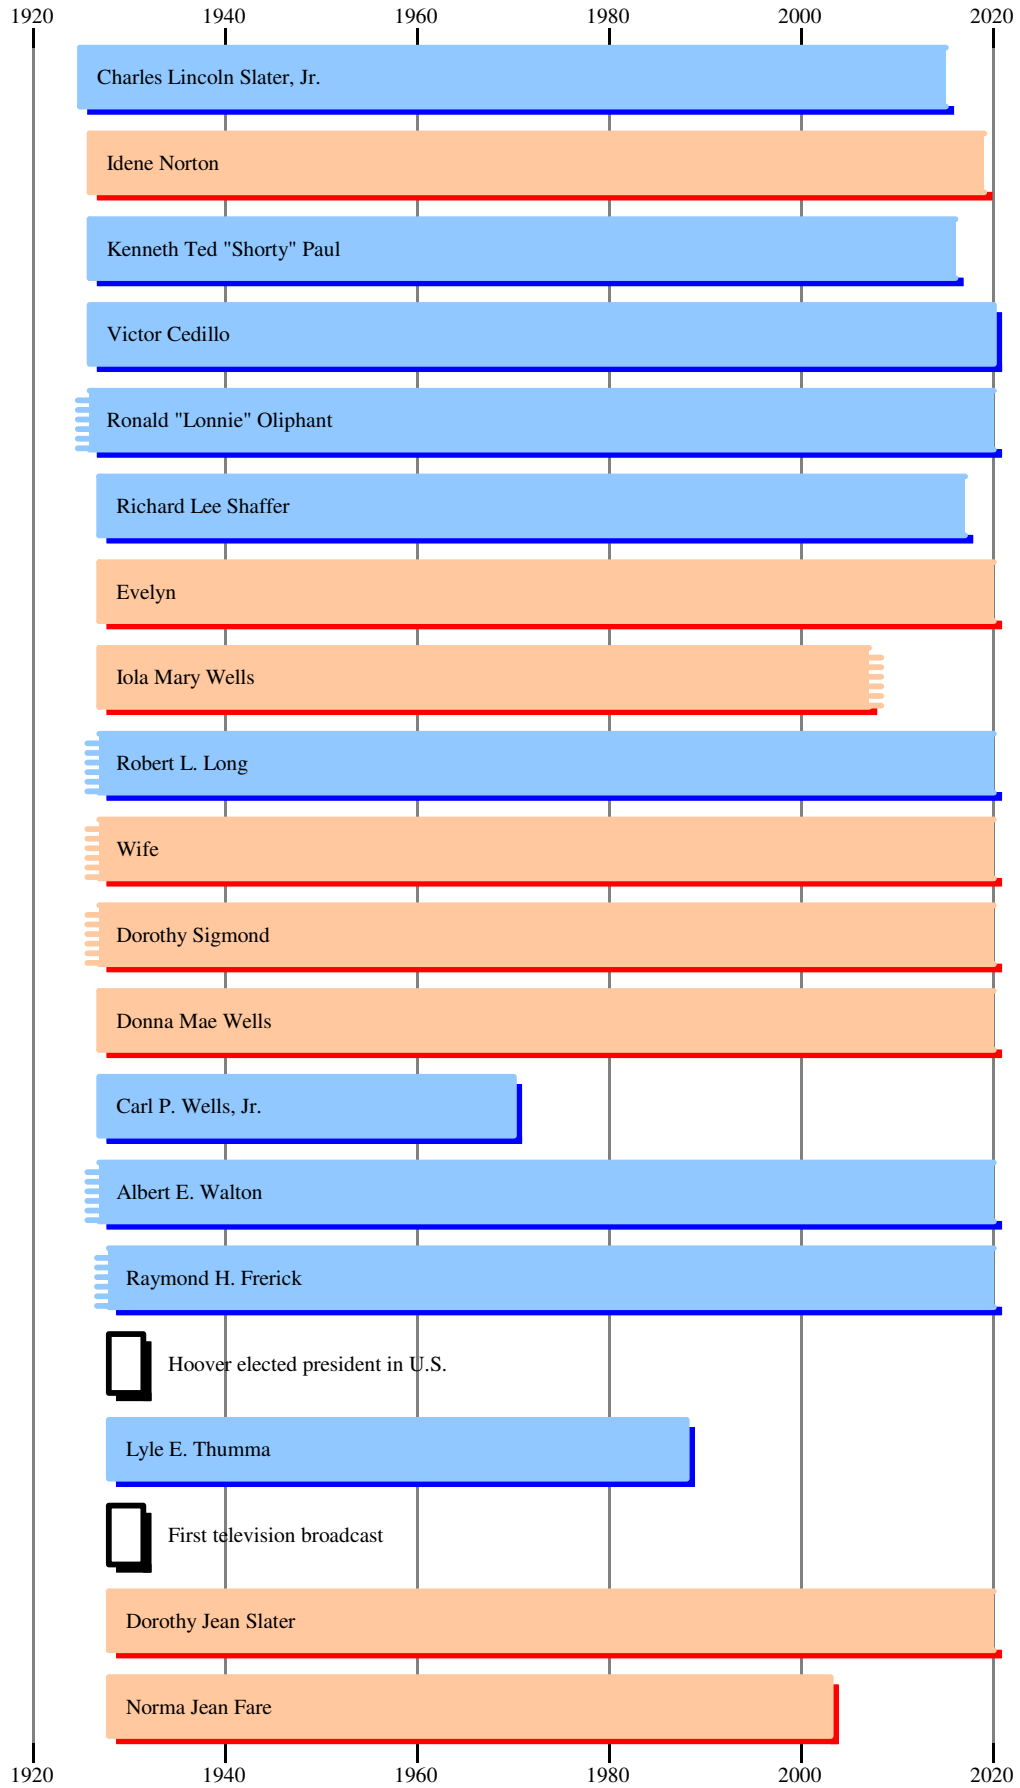 1920 1940 1960 1980 2000 2020
Charles Lincoln Slater, Jr.
Idene Norton
Kenneth Ted "Shorty" Paul
Victor Cedillo
Ronald "Lonnie" Oliphant
Richard Lee Shaffer
Evelyn
Iola Mary Wells
Robert L. Long
Wife
Dorothy Sigmond
Donna Mae Wells
Carl P. Wells, Jr.
Albert E. Walton
Raymond H. Frerick
Hoover elected president in U.S.
Lyle E. Thumma
First television broadcast
Dorothy Jean Slater
Norma Jean Fare
1920 1940 1960 1980 2000 2020